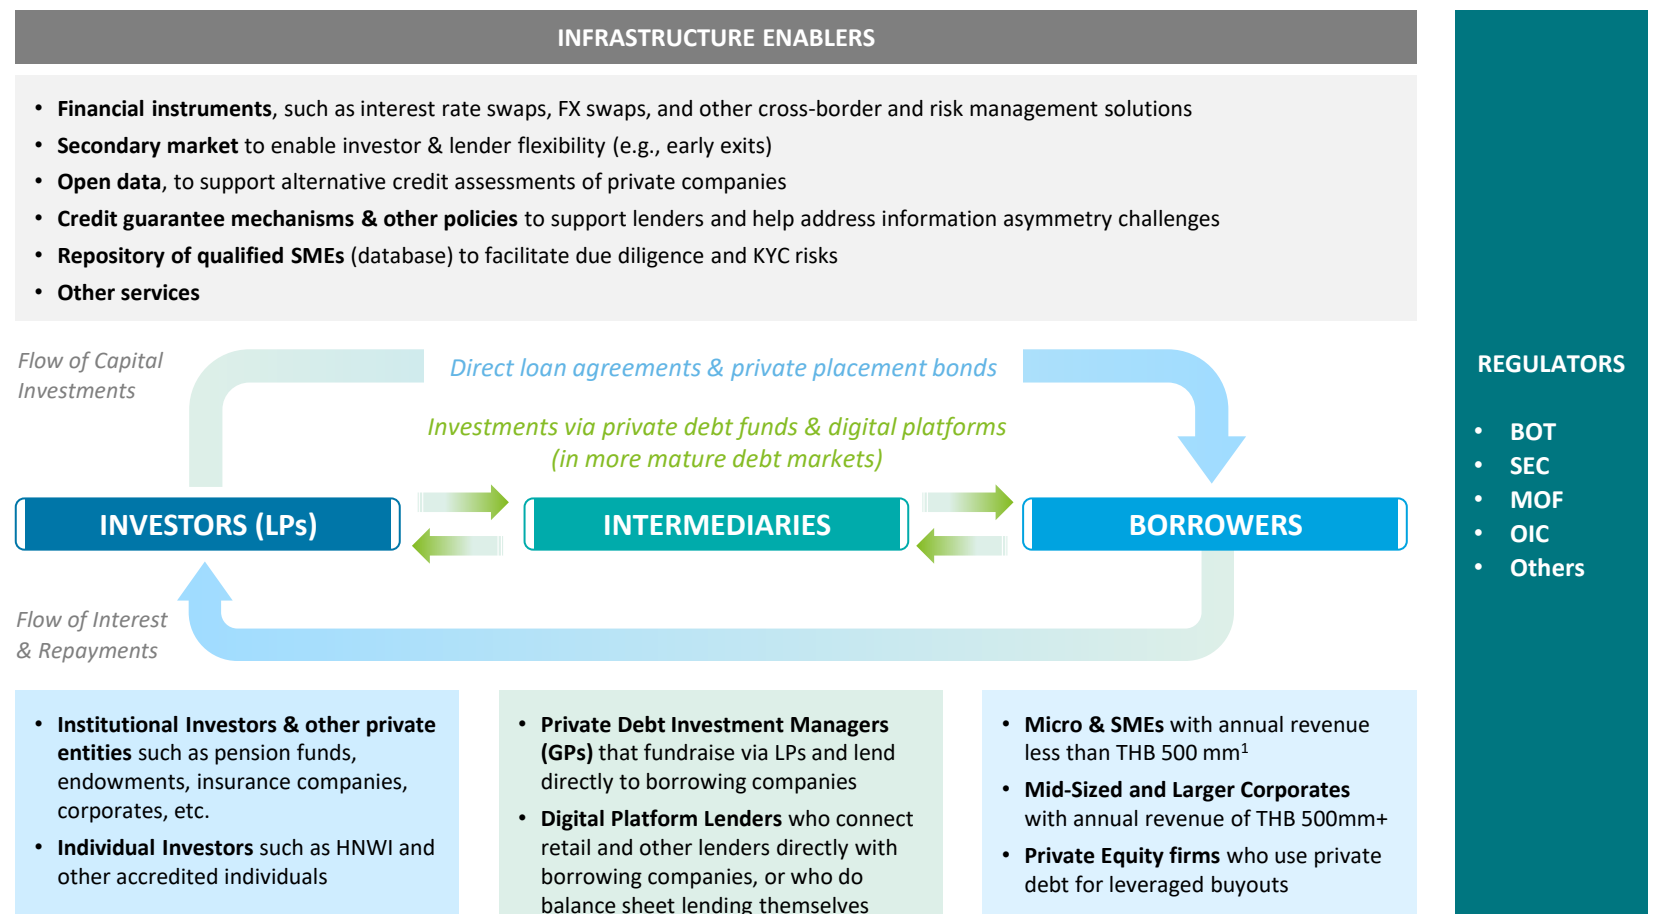 INFRASTRUCTURE ENABLERS
• Financial instruments, such as interest rate swaps, FX swaps, and other cross-border and risk management solutions
• Secondary market to enable investor & lender flexibility (e.g., early exits)
• Open data, to support alternative credit assessments of private companies
• Credit guarantee mechanisms & other policies to support lenders and help address information asymmetry challenges
• Repository of qualified SMEs (database) to facilitate due diligence and KYC risks
• Other services
Flow of Capital
Investments
Direct loan agreements & private placement bonds
Investments via private debt funds & digital platforms
(in more mature debt markets)
INVESTORS (LPs)
INTERMEDIARIES
BORROWERS
Flow of Interest
& Repayments
• Institutional Investors & other private
entities such as pension funds,
endowments, insurance companies,
corporates, etc.
• Individual Investors such as HNWI and
other accredited individuals
• Private Debt Investment Managers
(GPs) that fundraise via LPs and lend
directly to borrowing companies
• Digital Platform Lenders who connect
retail and other lenders directly with
borrowing companies, or who do
balance sheet lending themselves
• Micro & SMEs with annual revenue
less than THB 500 mm¹
• Mid-Sized and Larger Corporates
with annual revenue of THB 500mm+
• Private Equity firms who use private
debt for leveraged buyouts
REGULATORS
• BOT
• SEC
• MOF
• OIC
• Others